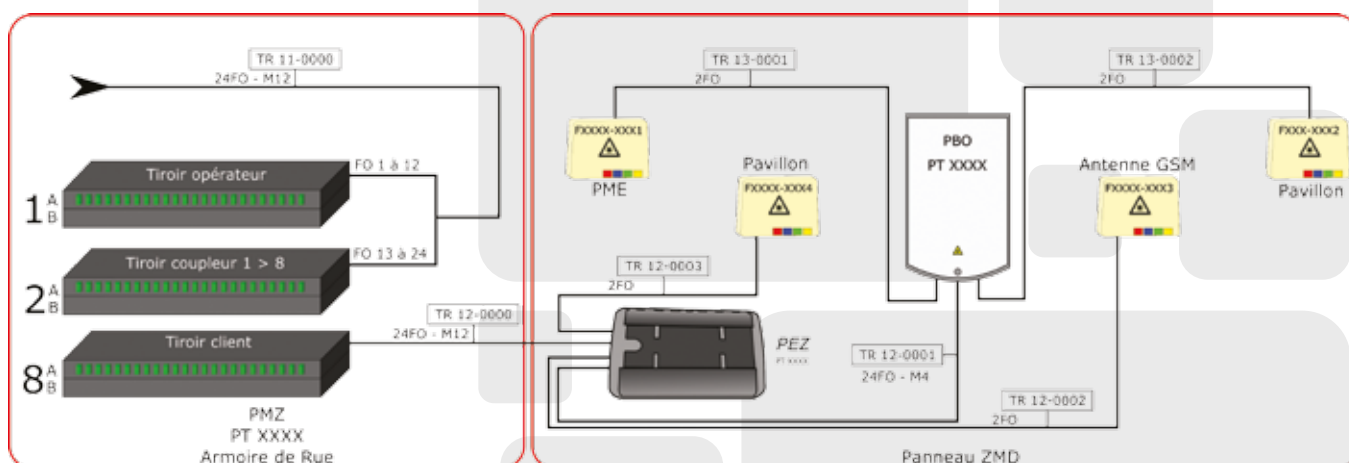 TR 11-0000
24FO - M12
Tiroir opérateur
1 A
B
FO 1 à 12
Tiroir coupleur 1 > 8
2 A
B
FO 13 à 24
Tiroir client
8 A
B
TR 12-0000
24FO - M12
PMZ
PT XXXX
Armoire de Rue
TR 13-0001
2FO
FXXXX-XXX1
PME
Pavillon
FXXXX-XXX4
TR 12-0003
2FO
PEZ
PT XXXX
PBO
PT XXXX
TR 12-0001
24FO - M4
TR 13-0002
2FO
FXXX-XXX2
Pavillon
Antenne GSM
FXXXX-XXX3
TR 12-0002
2FO
Panneau ZMD